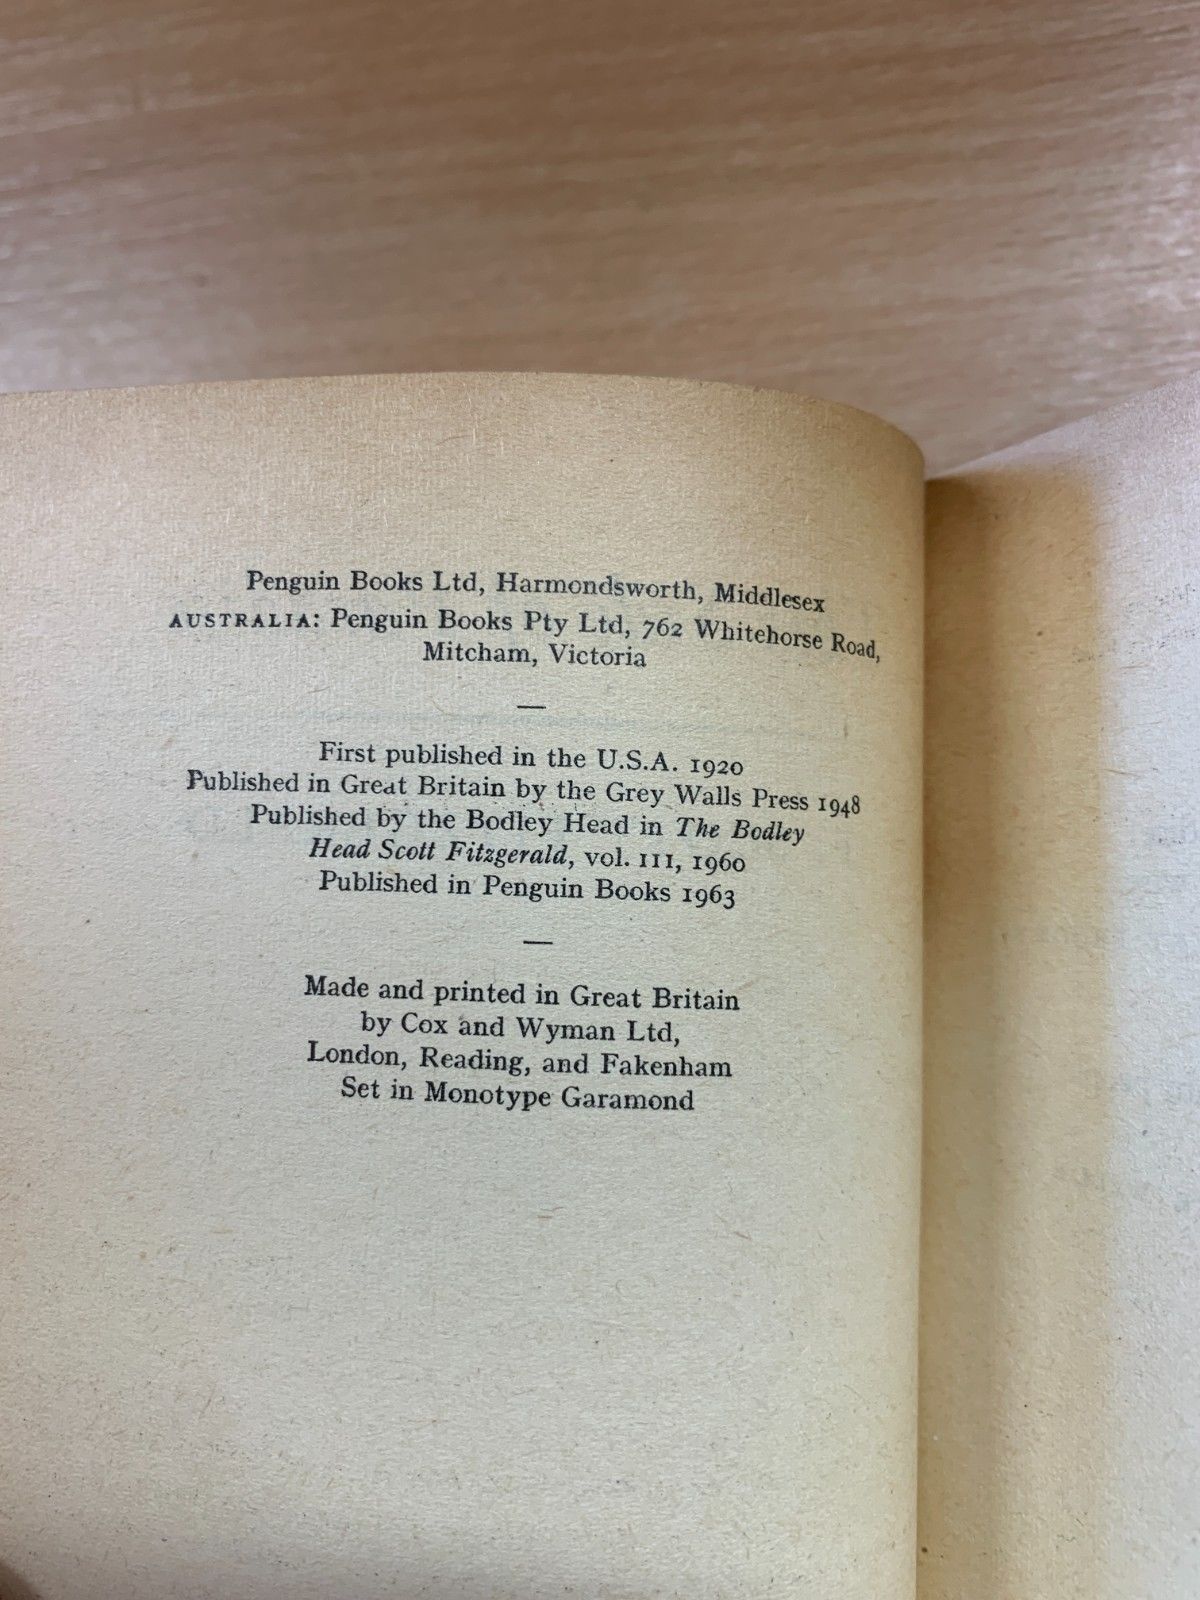 Penguin Books Ltd, Harmondsworth, Middlesex
AUSTRALIA: Penguin Books Pty Ltd, 762 Whitehorse Road,
Mitcham, Victoria
—
First published in the U.S.A. 1920
Published in Great Britain by the Grey Walls Press 1948
Published by the Bodley Head in The Bodley
Head Scott Fitzgerald, vol. III, 1960
Published in Penguin Books 1963
—
Made and printed in Great Britain
by Cox and Wyman Ltd,
London, Reading, and Fakenham
Set in Monotype Garamond